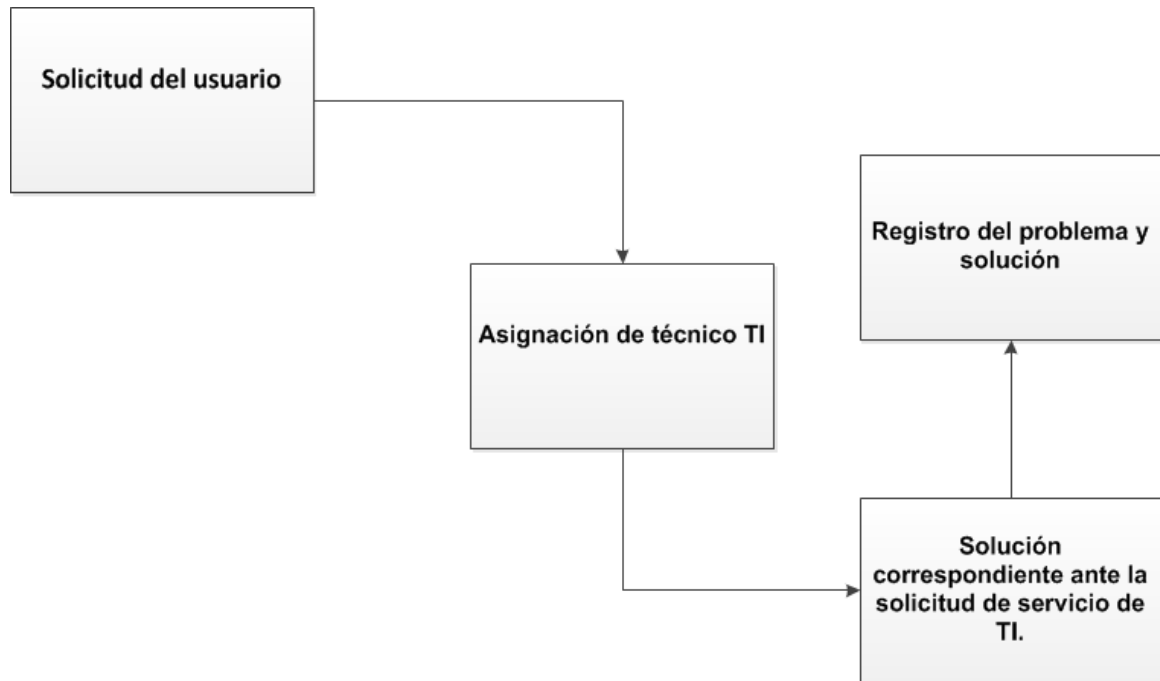 Solicitud del usuario
Asignación de técnico TI
Registro del problema y
solución
Solución
correspondiente ante la
solicitud de servicio de
TI.